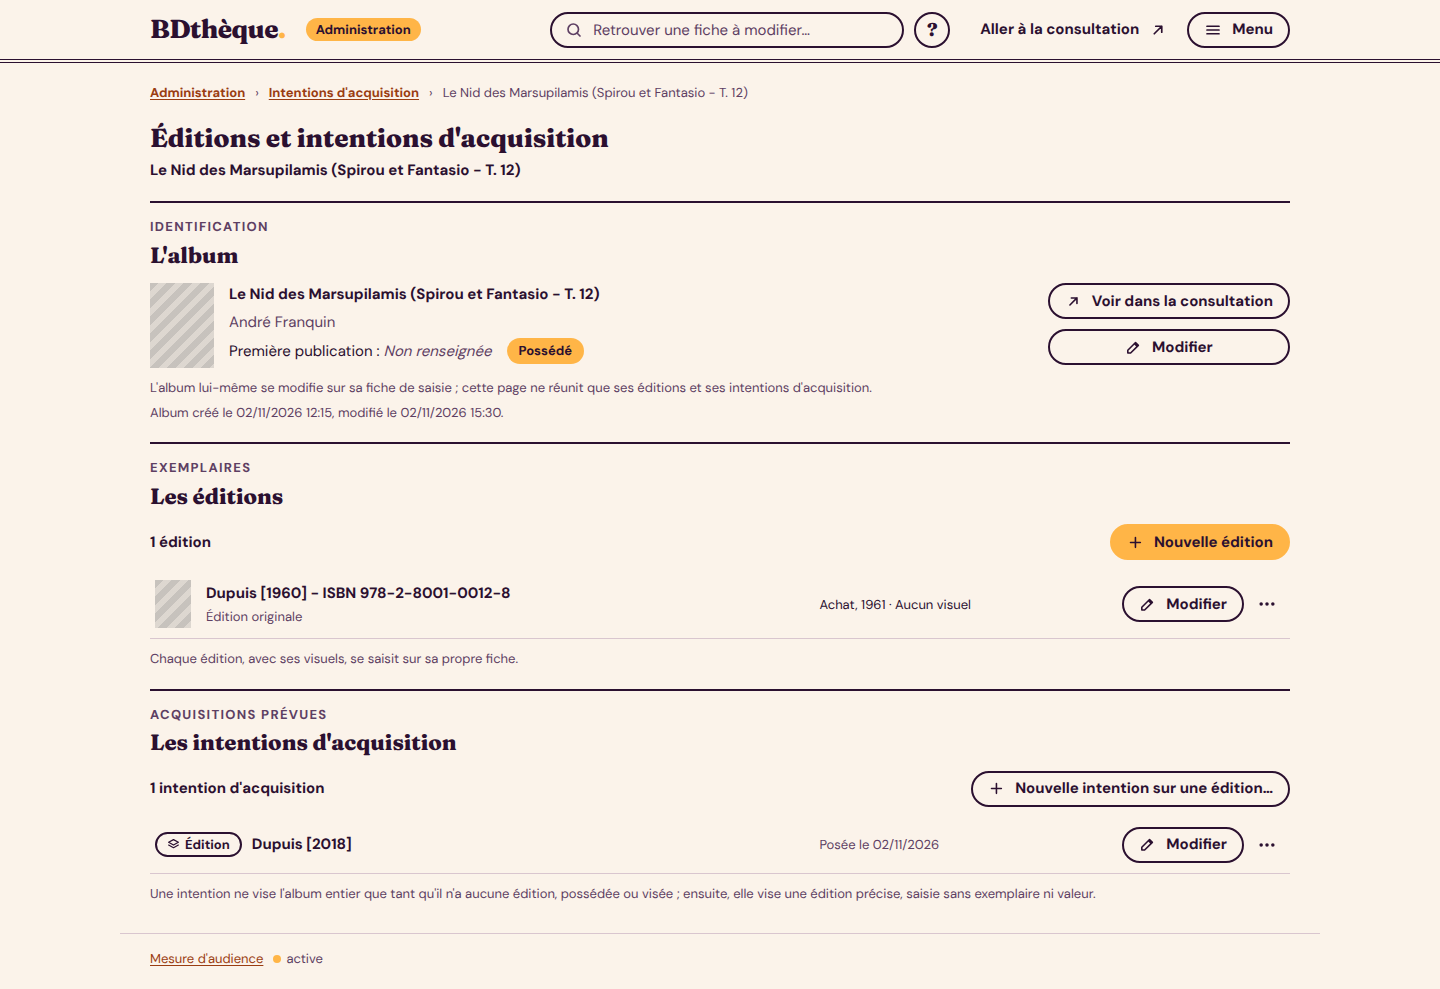 BDthèque.
Administration
Retrouver une fiche à modifier...
?
Aller à la consultation
Menu
Administration › Intentions d'acquisition › Le Nid des Marsupilamis (Spirou et Fantasio - T. 12)
Éditions et intentions d'acquisition
Le Nid des Marsupilamis (Spirou et Fantasio - T. 12)
IDENTIFICATION
L'album
Le Nid des Marsupilamis (Spirou et Fantasio - T. 12)
André Franquin
Première publication : Non renseignée
Possédé
Voir dans la consultation
Modifier
L'album lui-même se modifie sur sa fiche de saisie ; cette page ne réunit que ses éditions et ses intentions d'acquisition.
Album créé le 02/11/2026 12:15, modifié le 02/11/2026 15:30.
EXEMPLAIRES
Les éditions
1 édition
Nouvelle édition
Dupuis [1960] - ISBN 978-2-8001-0012-8
Édition originale
Achat, 1961 · Aucun visuel
Modifier
Chaque édition, avec ses visuels, se saisit sur sa propre fiche.
ACQUISITIONS PRÉVUES
Les intentions d'acquisition
1 intention d'acquisition
Nouvelle intention sur une édition...
Édition
Dupuis [2018]
Posée le 02/11/2026
Modifier
Une intention ne vise l'album entier que tant qu'il n'a aucune édition, possédée ou visée ; ensuite, elle vise une édition précise, saisie sans exemplaire ni valeur.
Mesure d'audience
active